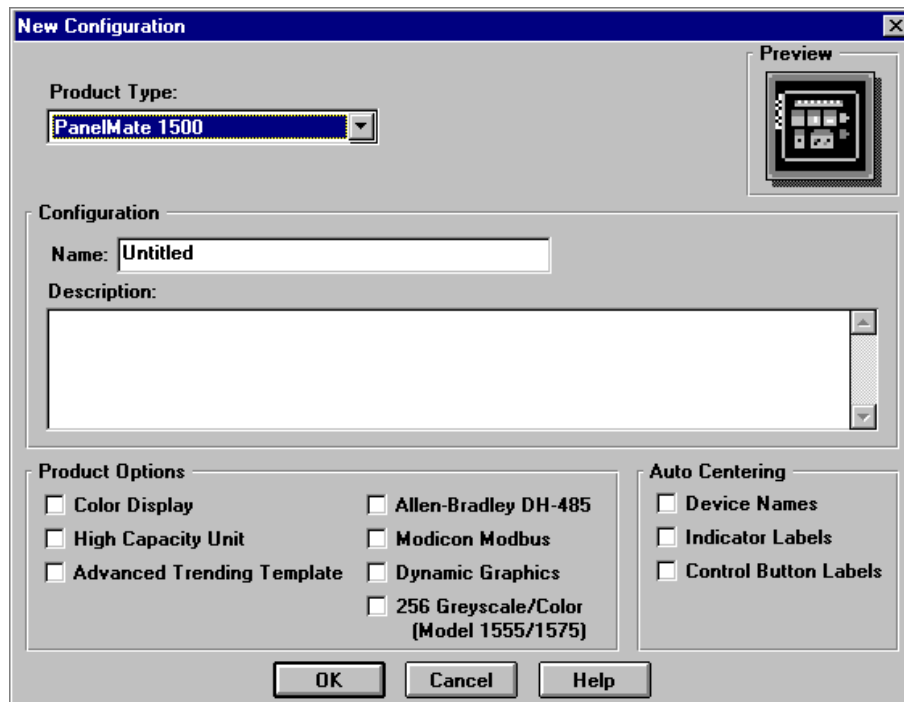 New Configuration
Preview
Product Type:
PanelMate 1500
Configuration
Name: Untitled
Description:
Product Options
Color Display
High Capacity Unit
Advanced Trending Template
Allen-Bradley DH-485
Modicon Modbus
Dynamic Graphics
256 Greyscale/Color
(Model 1555/1575)
Auto Centering
Device Names
Indicator Labels
Control Button Labels
OK Cancel Help